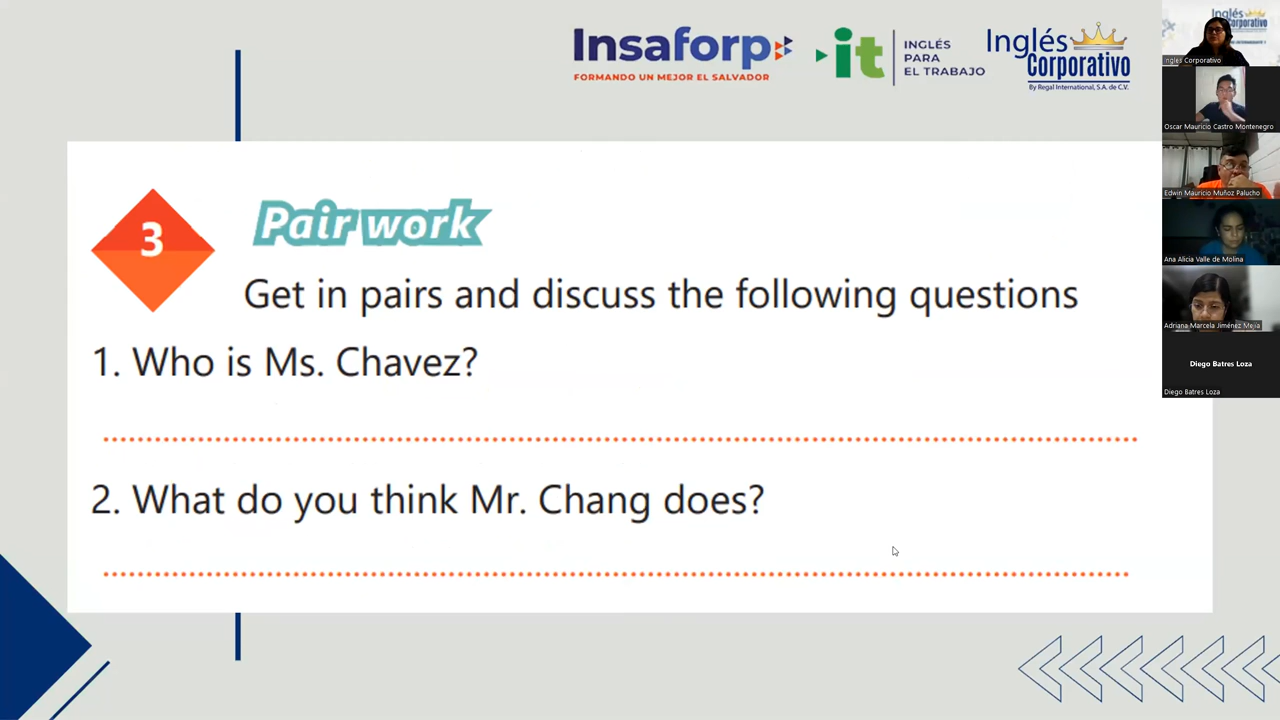 Insaforp
FORMANDO UN MEJOR EL SALVADOR
it
INGLÉS
PARA
EL TRABAJO
Inglés
Corporativo
By Regal International, S.A. de C.V.
3
Pair work
Get in pairs and discuss the following questions
1. Who is Ms. Chavez?
2. What do you think Mr. Chang does?
Inglés
Corporativo
Ingles Corporativo
Oscar Mauricio Castro Montenegro
Edwin Mauricio Muñoz Palucho
Ana Alicia Valle de Molina
Adriana Marcela Jiménez Mejia
Diego Batres Loza
Diego Batres Loza